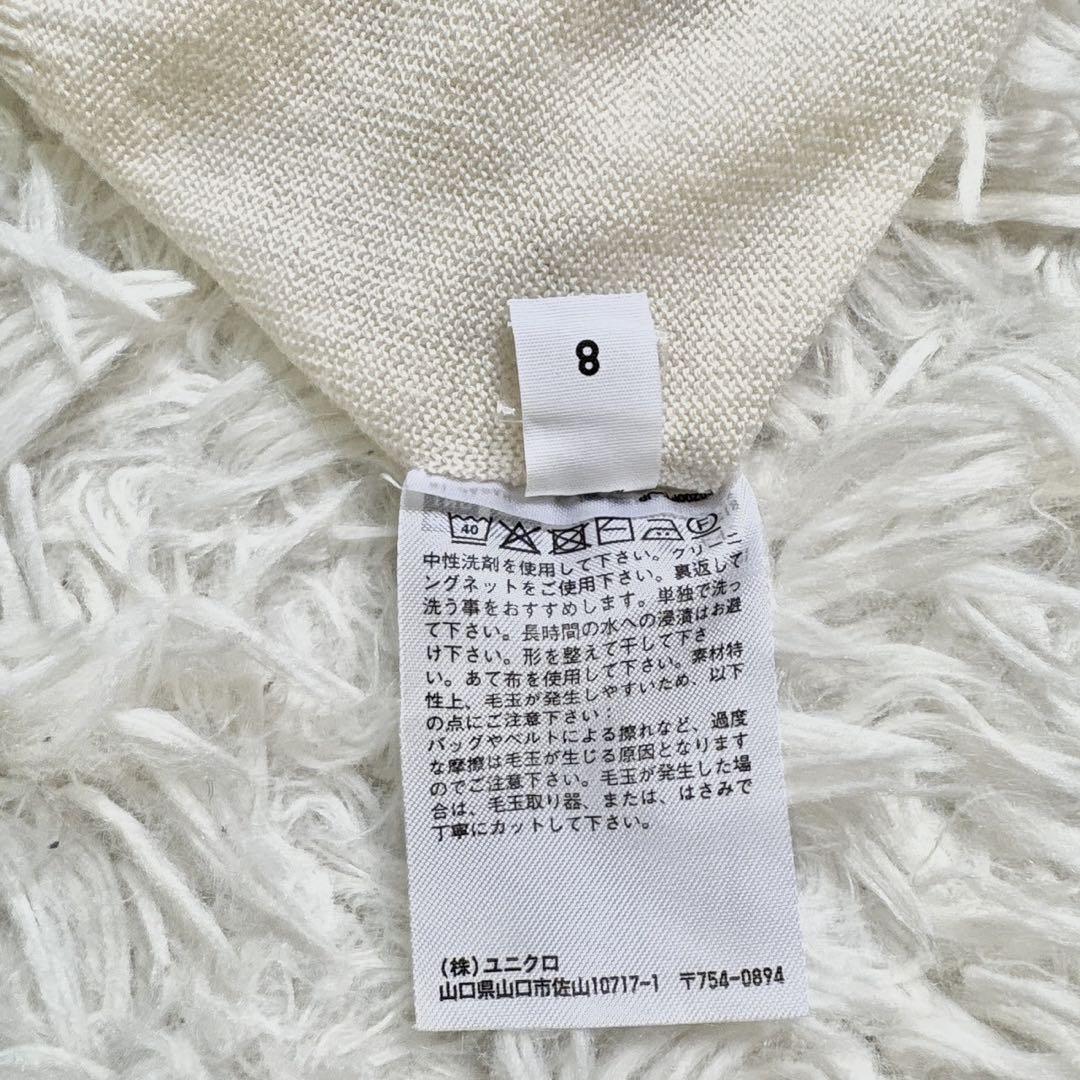 8
40
F
中性洗剤を使用して下さい。クリーニ
ングネットをご使用下さい。裏返して
洗う事をおすすめします。単独で洗っ
て下さい。長時間の水への浸漬はお避
け下さい。形を整えて干して下さ
い。あて布を使用して下さい。素材特
性上、毛玉が発生しやすいため、以下
の点にご注意下さい：
バッグやベルトによる擦れなど、過度
な摩擦は毛玉が生じる原因となります
のでご注意下さい。毛玉が発生した場
合は、毛玉取り器、または、はさみで
丁寧にカットして下さい。
(株)ユニクロ
山口県山口市佐山10717-1 〒754-0894